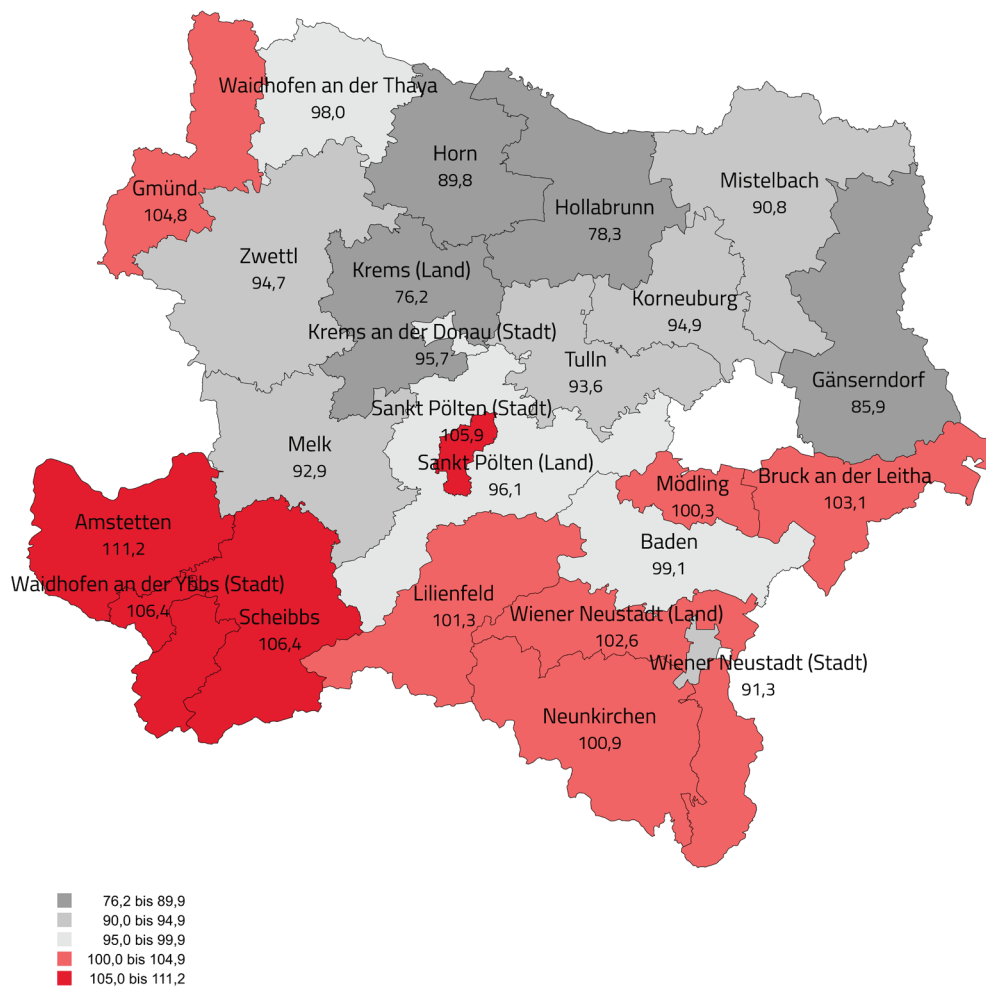 Waidhofen an der Thaya
98,0
Horn
89,8
Gmünd
104,8
Mistelbach
90,8
Hollabrunn
78,3
Zwettl
94,7
Krems (Land)
76,2
Korneuburg
94,9
Krems an der Donau (Stadt)
95,7
Tulln
93,6
Gänserndorf
85,9
Sankt Pölten (Stadt)
105,9
Melk
92,9
Sankt Pölten (Land)
96,1
Mödling
100,3
Bruck an der Leitha
103,1
Amstetten
111,2
Baden
99,1
Waidhofen an der Ybbs (Stadt)
106,4
Lilienfeld
101,3
Scheibbs
106,4
Wiener Neustadt (Land)
102,6
Wiener Neustadt (Stadt)
91,3
Neunkirchen
100,9
76,2 bis 89,9
90,0 bis 94,9
95,0 bis 99,9
100,0 bis 104,9
105,0 bis 111,2